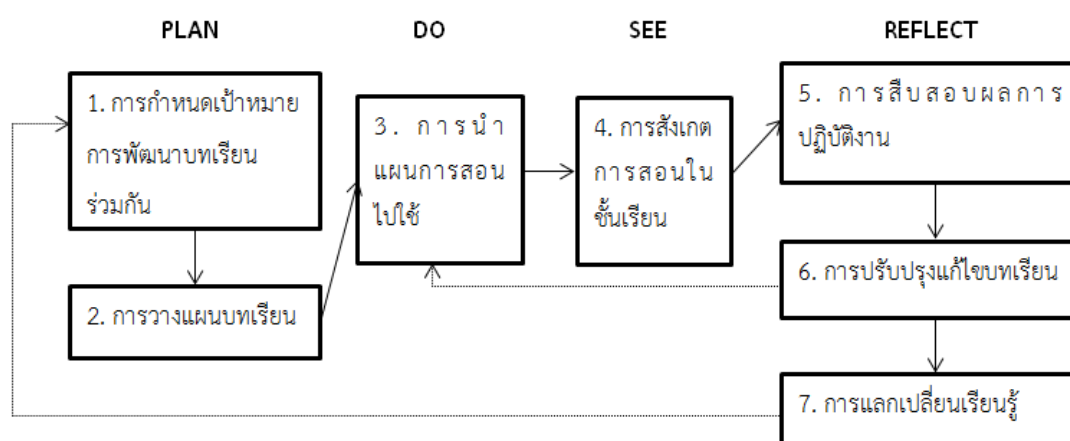 PLAN
DO
SEE
REFLECT
1. การกำหนดเป้าหมาย
การพัฒนาบทเรียน
ร่วมกัน
2. การวางแผนบทเรียน
3. การนำ
แผนการสอน
ไปใช้
4. การสังเกต
การสอนใน
ชั้นเรียน
5. การสืบสอบผลการ
ปฏิบัติงาน
6. การปรับปรุงแก้ไขบทเรียน
7. การแลกเปลี่ยนเรียนรู้